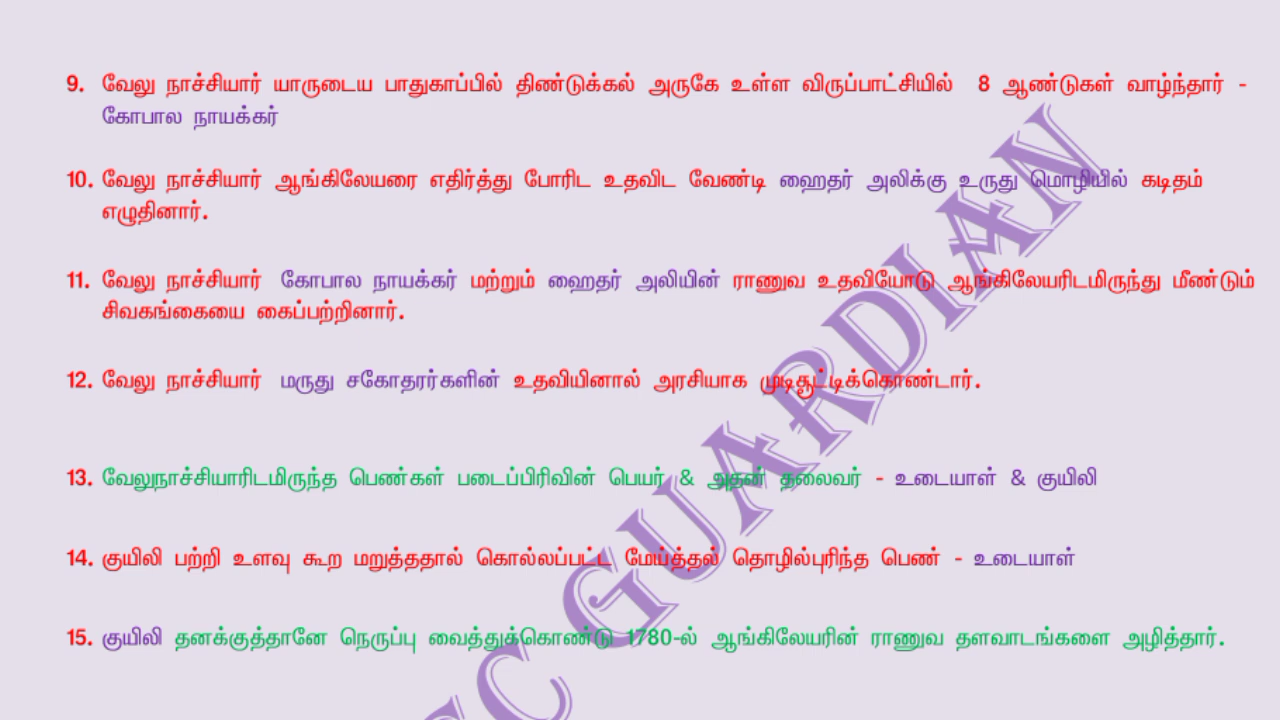 9. வேலு நாச்சியார் யாருடைய பாதுகாப்பில் திண்டுக்கல் அருகே உள்ள விருப்பாட்சியில் 8 ஆண்டுகள் வாழ்ந்தார் -
கோபால நாயக்கர்
10. வேலு நாச்சியார் ஆங்கிலேயரை எதிர்த்து போரிட உதவிட வேண்டி ஹைதர் அலிக்கு உருது மொழியில் கடிதம்
எழுதினார்.
11. வேலு நாச்சியார் கோபால நாயக்கர் மற்றும் ஹைதர் அலியின் ராணுவ உதவியோடு ஆங்கிலேயரிடமிருந்து மீண்டும்
சிவகங்கையை கைப்பற்றினார்.
12. வேலு நாச்சியார் மருது சகோதரர்களின் உதவியினால் அரசியாக முடிசூட்டிக்கொண்டார்.
13. வேலுநாச்சியாரிடமிருந்த பெண்கள் படைப்பிரிவின் பெயர் & அதன் தலைவர் - உடையாள் & குயிலி
14. குயிலி பற்றி உளவு கூற மறுத்ததால் கொல்லப்பட்ட மேய்த்தல் தொழில்புரிந்த பெண் - உடையாள்
15. குயிலி தனக்குத்தானே நெருப்பு வைத்துக்கொண்டு 1780-ல் ஆங்கிலேயரின் ராணுவ தளவாடங்களை அழித்தார்.
GUARDIAN